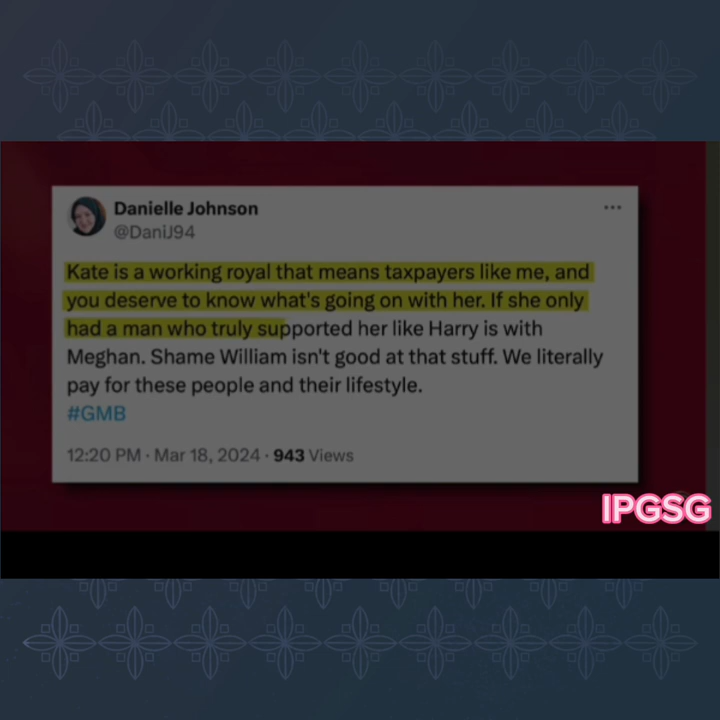 Danielle Johnson
@DaniJ94
Kate is a working royal that means taxpayers like me, and
you deserve to know what's going on with her. If she only
had a man who truly supported her like Harry is with
Meghan. Shame William isn't good at that stuff. We literally
pay for these people and their lifestyle.
#GMB
12:20 PM · Mar 18, 2024 · 943 Views
IPGSG